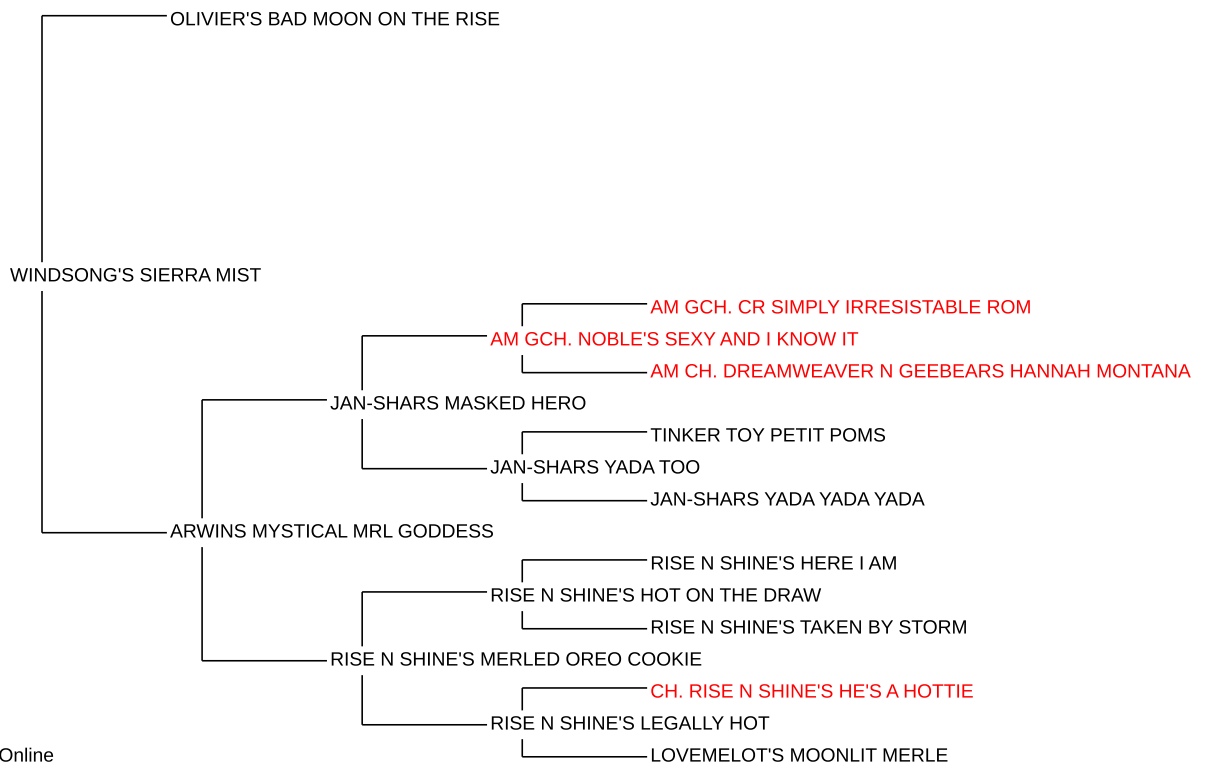 OLIVIER'S BAD MOON ON THE RISE
WINDSONG'S SIERRA MIST
AM GCH. CR SIMPLY IRRESISTABLE ROM
AM GCH. NOBLE'S SEXY AND I KNOW IT
AM CH. DREAMWEAVER N GEEBEARS HANNAH MONTANA
JAN-SHARS MASKED HERO
TINKER TOY PETIT POMS
JAN-SHARS YADA TOO
JAN-SHARS YADA YADA YADA
ARWINS MYSTICAL MRL GODDESS
RISE N SHINE'S HERE I AM
RISE N SHINE'S HOT ON THE DRAW
RISE N SHINE'S TAKEN BY STORM
RISE N SHINE'S MERLED OREO COOKIE
CH. RISE N SHINE'S HE'S A HOTTIE
RISE N SHINE'S LEGALLY HOT
LOVEMELOT'S MOONLIT MERLE
Online